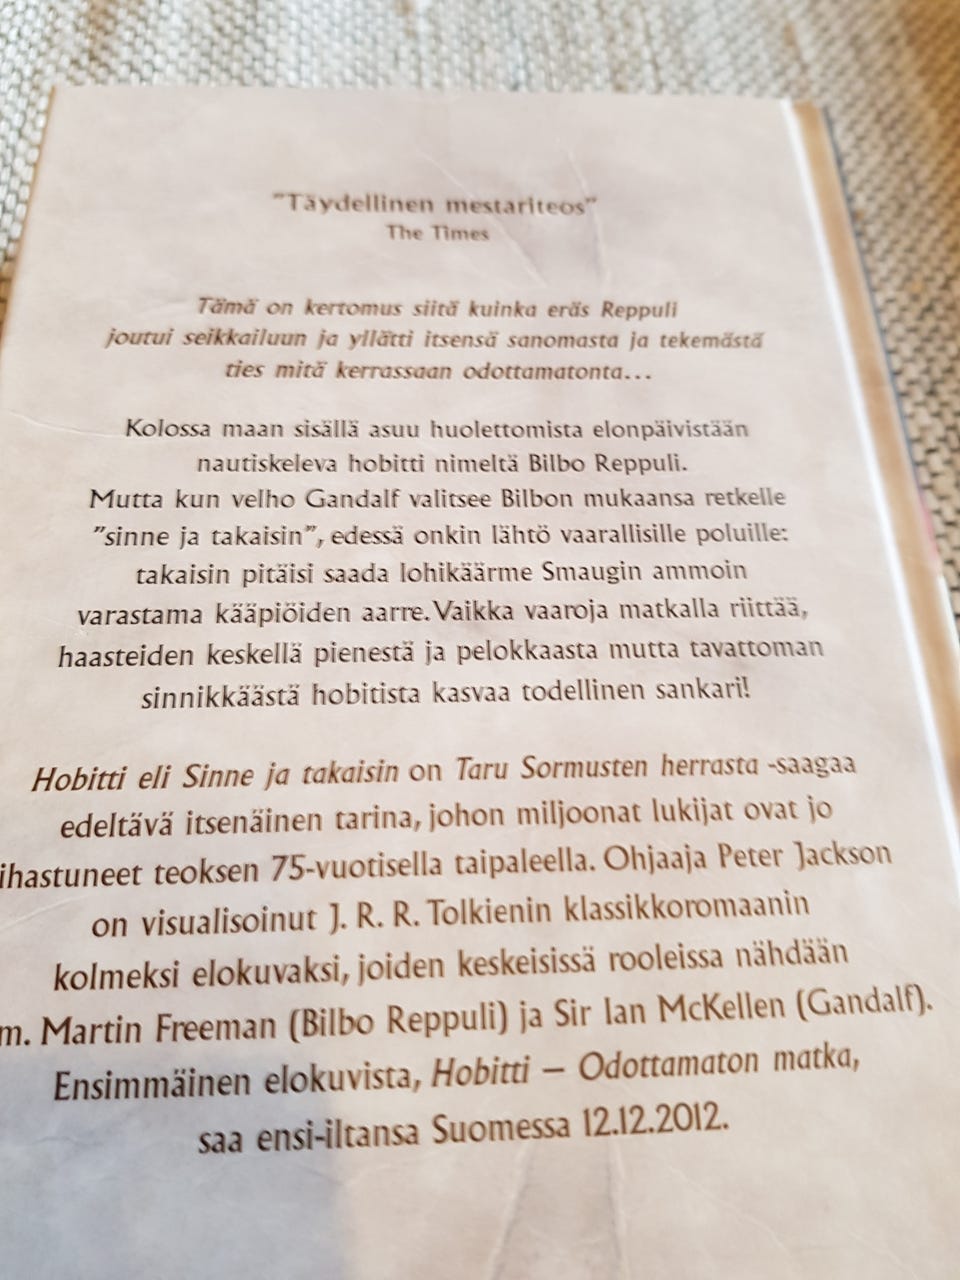 "Täydellinen mestariteos"
The Times
Tämä on kertomus siitä kuinka eräs Reppuli
joutui seikkailuun ja yllätti itsensä sanomasta ja tekemästä
ties mitä kerrassaan odottamatonta...
Kolossa maan sisällä asuu huolettomista elonpäivistään
nautiskeleva hobitti nimeltä Bilbo Reppuli.
Mutta kun velho Gandalf valitsee Bilbon mukaansa retkelle
"sinne ja takaisin", edessä onkin lähtö vaarallisille poluille:
takaisin pitäisi saada lohikäärme Smaugin ammoin
varastama kääpiöiden aarre. Vaikka vaaroja matkalla riittää,
haasteiden keskellä pienestä ja pelokkaasta mutta tavattoman
sinnikkäästä hobitista kasvaa todellinen sankari!
Hobitti eli Sinne ja takaisin on Taru Sormusten herrasta -saagaa
edeltävä itsenäinen tarina, johon miljoonat lukijat ovat jo
ihastuneet teoksen 75-vuotisella taipaleella. Ohjaaja Peter Jackson
on visualisoinut J. R. R. Tolkienin klassikkoromaanin
kolmeksi elokuvaksi, joiden keskeisissä rooleissa nähdään
m. Martin Freeman (Bilbo Reppuli) ja Sir Ian McKellen (Gandalf).
Ensimmäinen elokuvista, Hobitti – Odottamaton matka,
saa ensi-iltansa Suomessa 12.12.2012.